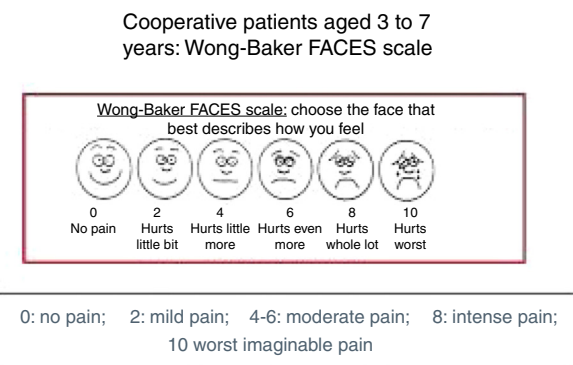 Cooperative patients aged 3 to 7
years: Wong-Baker FACES scale
Wong-Baker FACES scale: choose the face that
best describes how you feel
0 2 4 6 8 10
No pain Hurts Hurts little Hurts even Hurts Hurts
little bit more more whole lot worst
0: no pain; 2: mild pain; 4-6: moderate pain; 8: intense pain;
10 worst imaginable pain